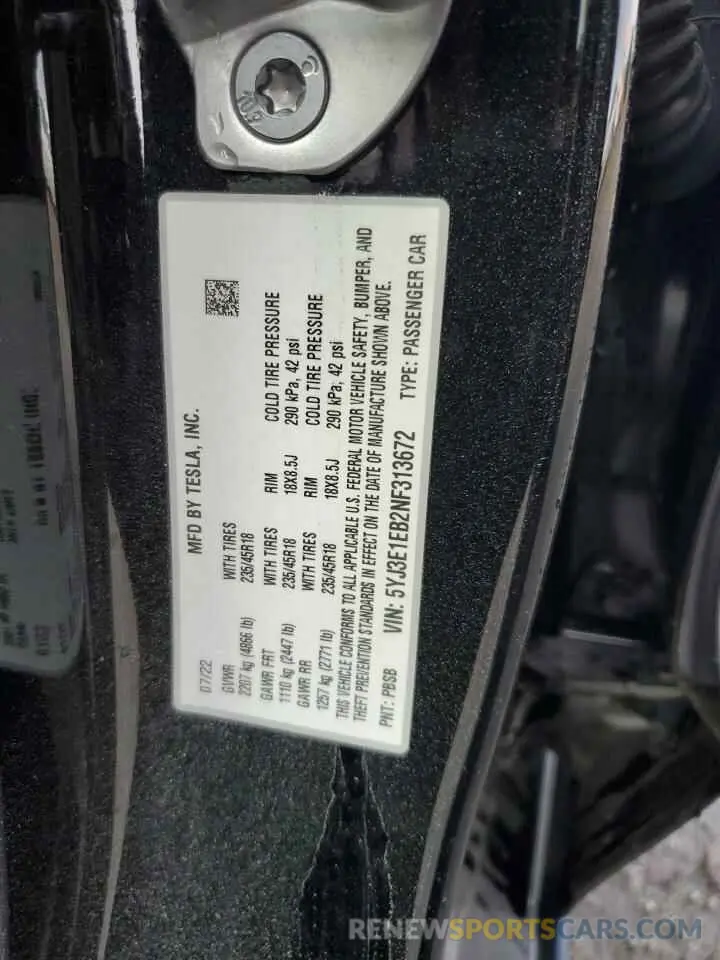 MFD BY TESLA, INC.
07/22
GVWR WITH TIRES
2207 kg (4866 lb) 235/45R18
GAWR FRT WITH TIRES RIM COLD TIRE PRESSURE
1110 kg (2447 lb) 235/45R18 18X8.5J 290 kPa, 42 psi
GAWR RR WITH TIRES RIM COLD TIRE PRESSURE
1257 kg (2771 lb) 235/45R18 18X8.5J 290 kPa; 42 psi
THIS VEHICLE CONFORMS TO ALL APPLICABLE U.S. FEDERAL MOTOR VEHICLE SAFETY, BUMPER, AND
THEFT PREVENTION STANDARDS IN EFFECT ON THE DATE OF MANUFACTURE SHOWN ABOVE.
PNT: PBSB VIN: 5YJ3E1EB2NF313672 TYPE: PASSENGER CAR
10.9
RENEWSPORTSCARS.COM